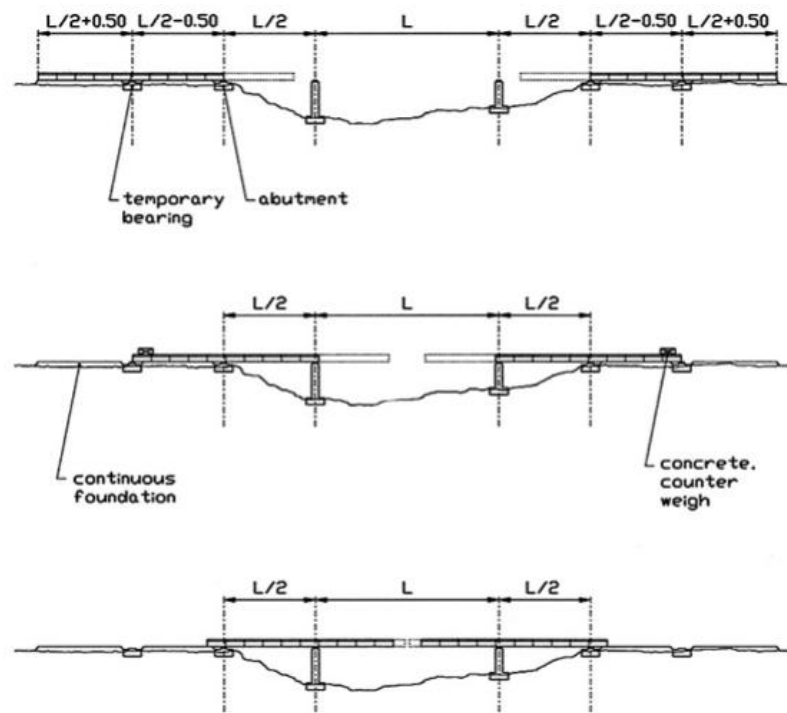 L/2+0.50 L/2-0.50 L/2 L L/2 L/2-0.50 L/2+0.50
temporary
bearing
abutment
L/2 L L/2
continuous
foundation
concrete.
counter
weigh
L/2 L L/2